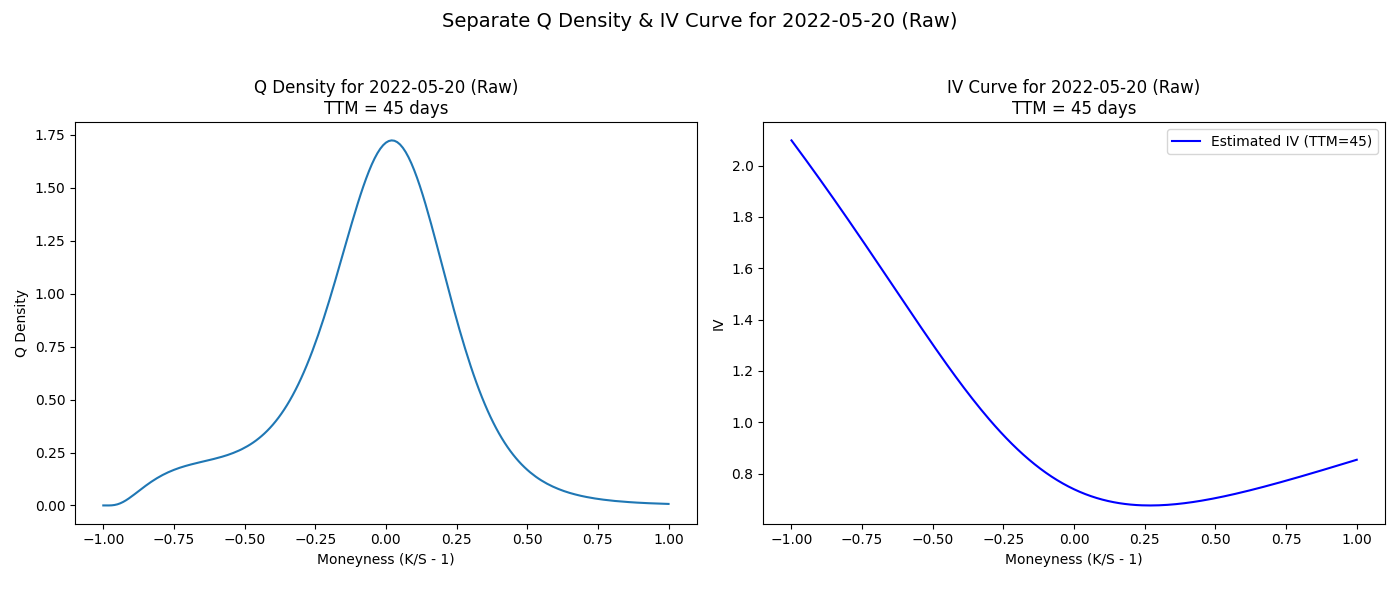 Separate Q Density & IV Curve for 2022-05-20 (Raw)
Q Density for 2022-05-20 (Raw)
TTM = 45 days
1.75
1.50
1.25
1.00
0.75
0.50
0.25
0.00
Q Density
−1.00 −0.75 −0.50 −0.25 0.00 0.25 0.50 0.75 1.00
Moneyness (K/S - 1)
IV Curve for 2022-05-20 (Raw)
TTM = 45 days
Estimated IV (TTM=45)
2.0
1.8
1.6
1.4
1.2
1.0
0.8
IV
−1.00 −0.75 −0.50 −0.25 0.00 0.25 0.50 0.75 1.00
Moneyness (K/S - 1)